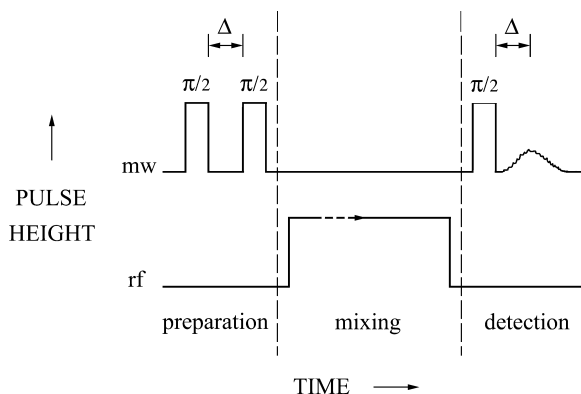 Δ Δ
π/2 π/2 π/2
mw
PULSE
HEIGHT
rf
preparation mixing detection
TIME